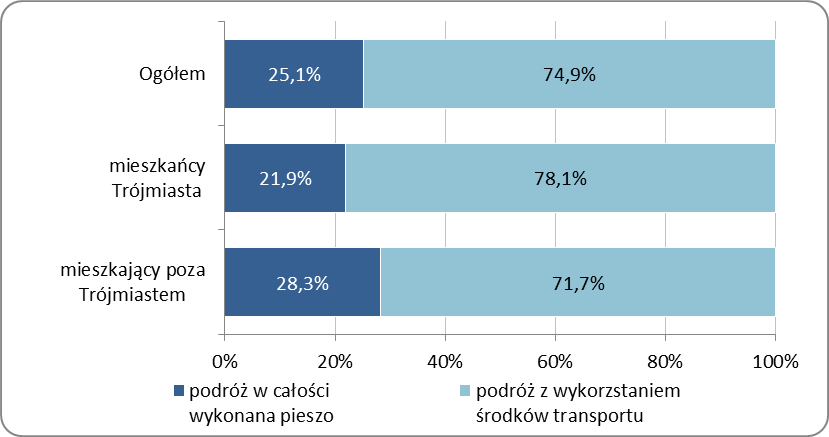 Ogółem
25,1%
74,9%
mieszkańcy
Trójmiasta
21,9%
78,1%
mieszkający poza
Trójmiastem
28,3%
71,7%
0%
20%
40%
60%
80%
100%
podróż w całości
wykonana pieszo
podróż z wykorzstaniem
środków transportu